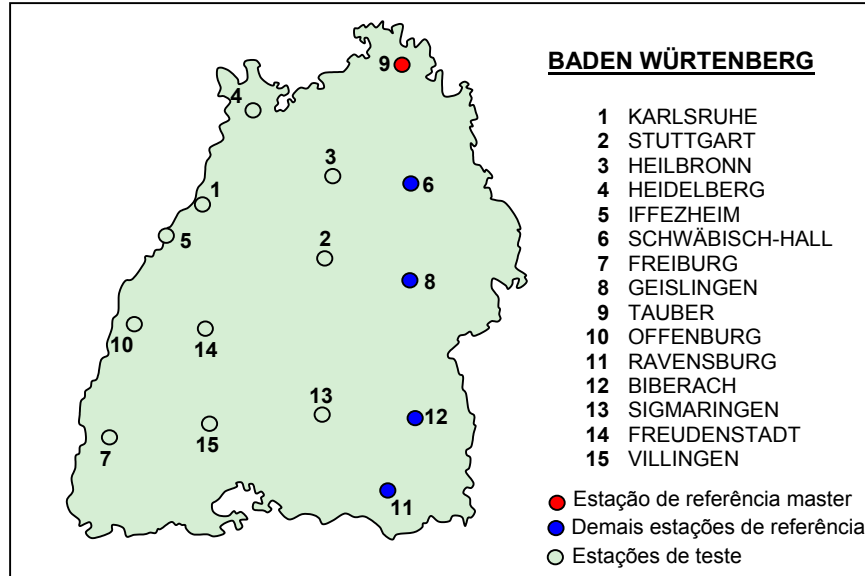 BADEN WÜRTENBERG
1 KARLSRUHE
2 STUTTGART
3 HEILBRONN
4 HEIDELBERG
5 IFFEZHEIM
6 SCHWÄBISCH-HALL
7 FREIBURG
8 GEISLINGEN
9 TAUBER
10 OFFENBURG
11 RAVENSBURG
12 BIBERACH
13 SIGMARINGEN
14 FREUDENSTADT
15 VILLINGEN
Estação de referência master
Demais estações de referência
Estações de teste
9
4
3
6
1
5
2
8
10
14
13
12
15
7
11